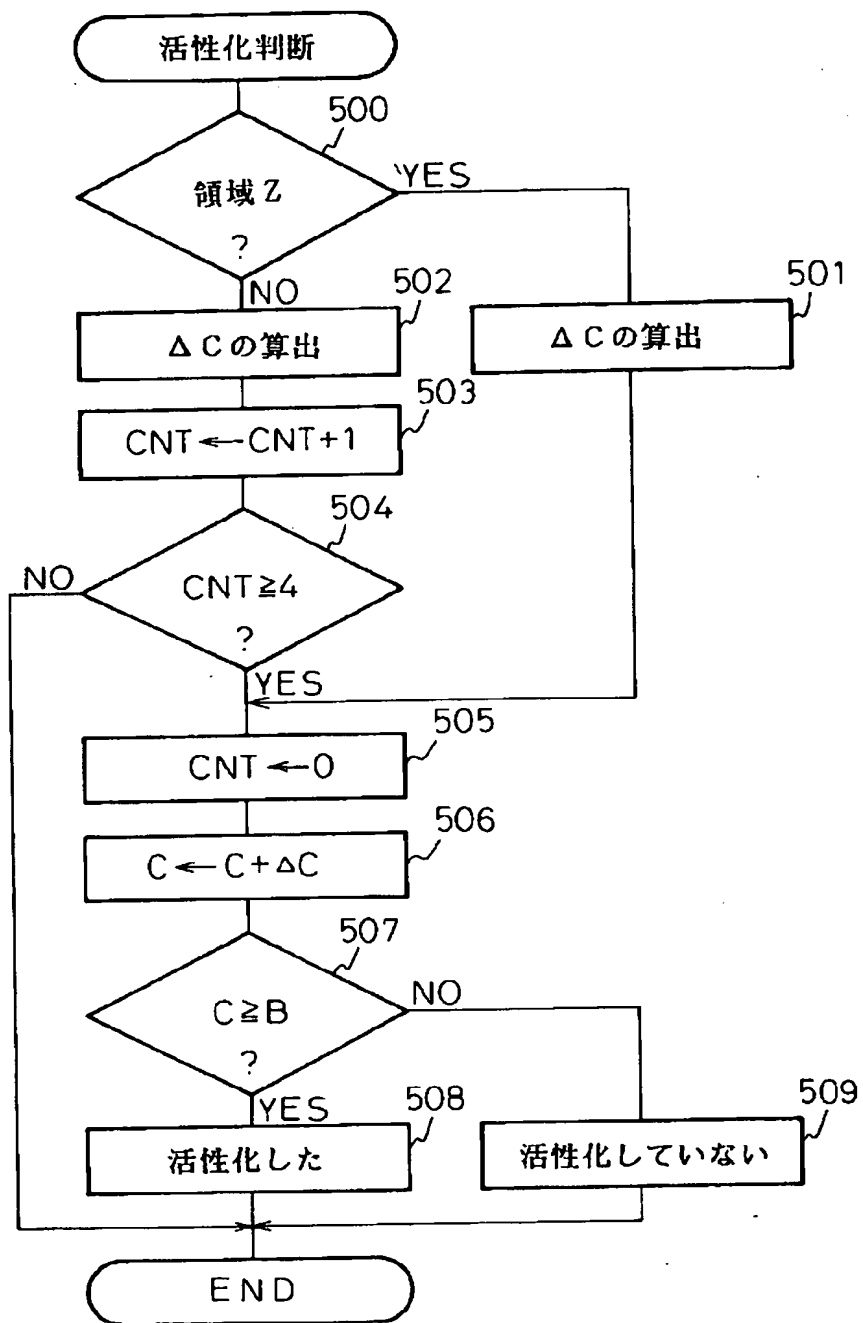 活性化判断
500
領域Z
?
YES
NO
502
ΔCの算出
501
ΔCの算出
503
CNT←CNT+1
504
CNT≧4
?
NO
YES
505
CNT←0
506
C←C+ΔC
507
C≧B
?
NO
YES
508
活性化した
509
活性化していない
END